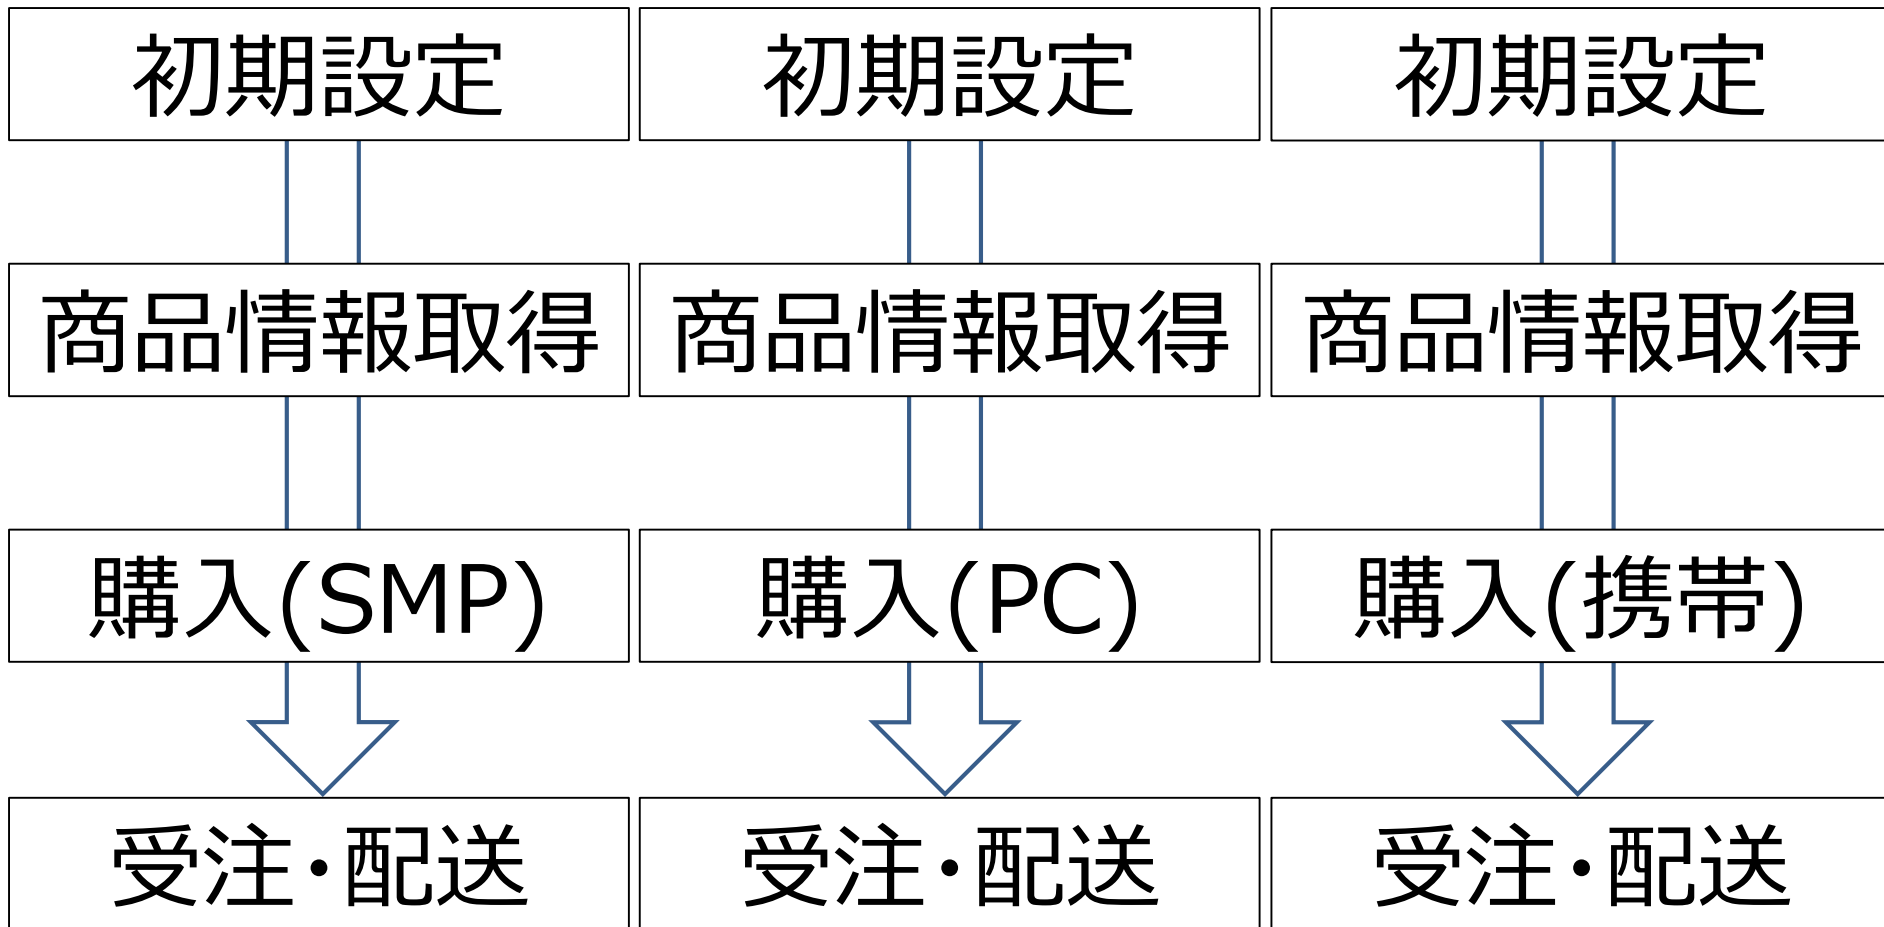 初期設定
初期設定
初期設定
商品情報取得
商品情報取得
商品情報取得
購入(SMP)
購入(PC)
購入(携帯)
受注・配送
受注・配送
受注・配送